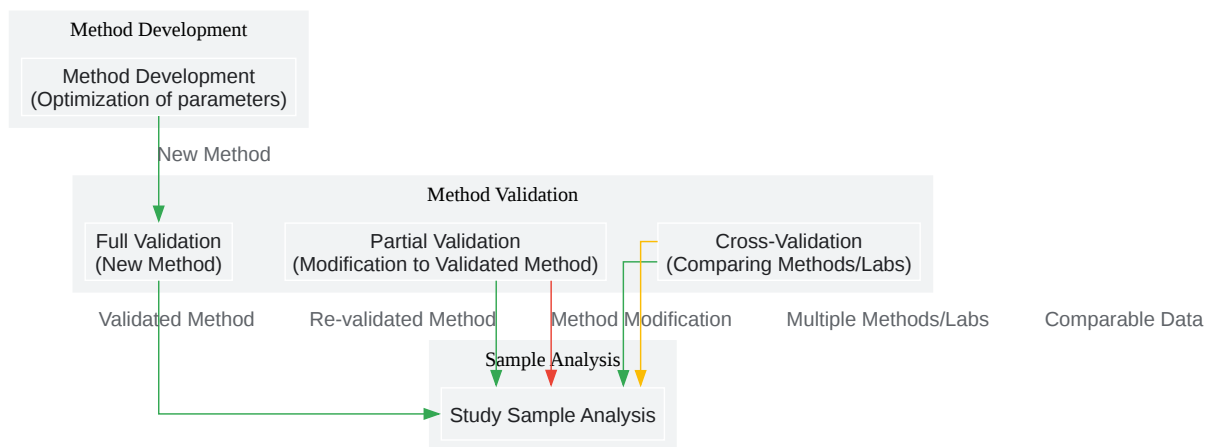 Method Development
Method Development
(Optimization of parameters)
New Method
Method Validation
Full Validation
(New Method)
Partial Validation
(Modification to Validated Method)
Cross-Validation
(Comparing Methods/Labs)
Validated Method
Re-validated Method
Method Modification
Multiple Methods/Labs
Comparable Data
Sample Analysis
Study Sample Analysis